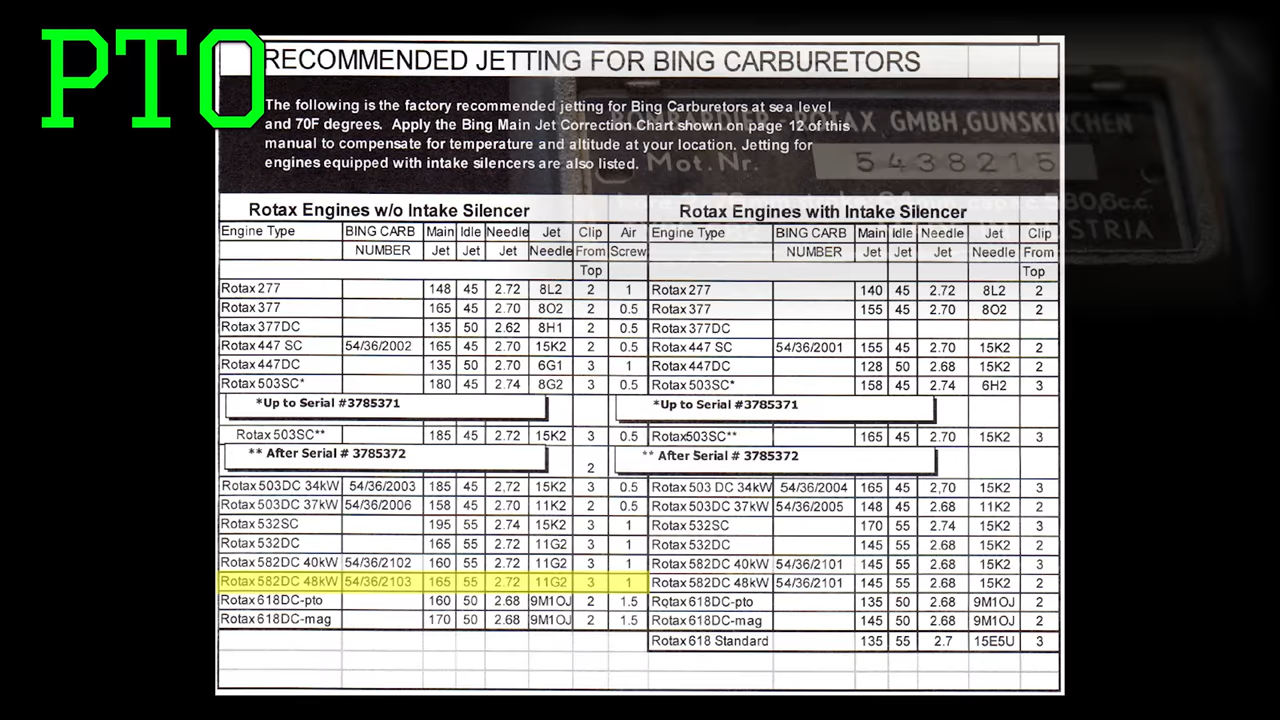 PTO
RECOMMENDED JETTING FOR BING CARBURETORS
The following is the factory recommended jetting for Bing Carburetors at sea level
and 70F degrees. Apply the Bing Main Jet Correction Chart shown on page 12 of this
manual to compensate for temperature and altitude at your location. Jetting for
engines equipped with intake silencers are also listed.
ROTAX GMBH,GUNSKIRCHEN
Mot.Nr. 5438215
580,6c.c.
AUSTRIA
Rotax Engines w/o Intake Silencer Rotax Engines with Intake Silencer
Engine Type BING CARB Main Idle Needle Jet Clip Air Engine Type BING CARB Main Idle Needle Jet Clip
NUMBER Jet Jet Jet Needle From Screw NUMBER Jet Jet Jet Needle From
Top Top
Rotax 277 148 45 2.72 8L2 2 1 Rotax 277 140 45 2.72 8L2 2
Rotax 377 165 45 2.70 8O2 2 0.5 Rotax 377 155 45 2.70 8O2 2
Rotax 377DC 135 50 2.62 8H1 2 0.5 Rotax 377DC
Rotax 447 SC 54/36/2002 165 45 2.70 15K2 2 0.5 Rotax 447 SC 54/36/2001 155 45 2.70 15K2 2
Rotax 447DC 135 50 2.70 6G1 3 1 Rotax 447DC 128 50 2.68 15K2 2
Rotax 503SC* 180 45 2.74 8G2 3 0.5 Rotax 503SC* 158 45 2.74 6H2 3
*Up to Serial #3785371 *Up to Serial #3785371
Rotax 503SC** 185 45 2.72 15K2 3 0.5 Rotax503SC** 165 45 2.70 15K2 3
** After Serial # 3785372 2 ** After Serial # 3785372
Rotax 503DC 34kW 54/36/2003 185 45 2.72 15K2 3 0.5 Rotax 503 DC 34kW 54/36/2004 165 45 2,70 15K2 3
Rotax 503DC 37kW 54/36/2006 158 45 2.70 11K2 2 0.5 Rotax 503DC 37kW 54/36/2005 148 45 2.68 11K2 2
Rotax 532SC 195 55 2.74 15K2 3 1 Rotax 532SC 170 55 2.74 15K2 3
Rotax 532DC 165 55 2.72 11G2 3 1 Rotax 532DC 145 55 2.68 15K2 2
Rotax 582DC 40kW 54/36/2102 160 55 2.72 11G2 3 1 Rotax 582DC 40kW 54/36/2101 145 55 2.68 15K2 2
Rotax 582DC 48kW 54/36/2103 165 55 2.72 11G2 3 1 Rotax 582DC 48kW 54/36/2101 145 55 2.68 15K2 2
Rotax 618DC-pto 160 50 2.68 9M1OJ 2 1.5 Rotax 618DC-pto 135 50 2.68 9M1OJ 2
Rotax 618DC-mag 170 50 2.68 9M1OJ 2 1.5 Rotax 618DC-mag 145 50 2.68 9M1OJ 2
Rotax 618 Standard 135 55 2.7 15E5U 3